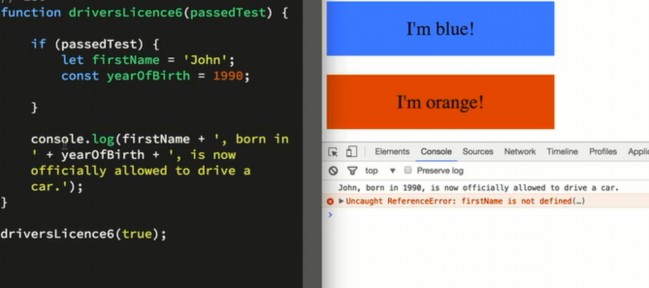 function driversLicence6(passedTest) {
if (passedTest) {
let firstName = 'John';
const yearOfBirth = 1990;
}
console.log(firstName + ', born in
' + yearOfBirth + ', is now
officially allowed to drive a
car.');
}
driversLicence6(true);
I'm blue!
I'm orange!
Elements Console Sources Network Timeline Profiles Applicati
top ▼ Preserve log
John, born in 1990, is now officially allowed to drive a car.
▶Uncaught ReferenceError: firstName is not defined(…)
>